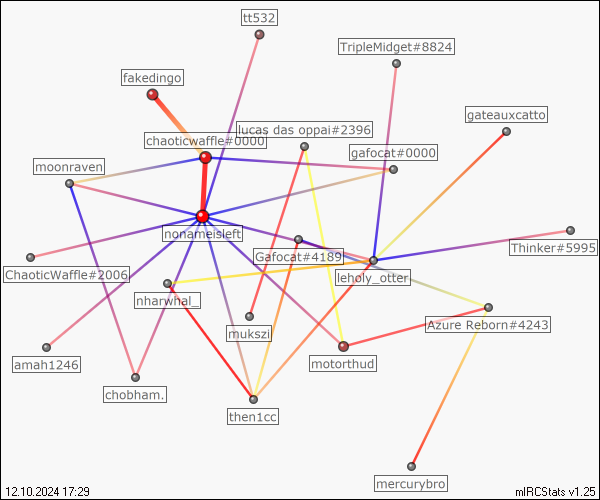 tt532
TripleMidget#8824
fakedingo
gateauxcatto
lucas das oppai#2396
chaoticwaffle#0000
gafocat#0000
moonraven
nonameisleft
Thinker#5995
Gafocat#4189
ChaoticWaffle#2006
leholy_otter
nharwhal_
Azure Reborn#4243
mukszi
amah1246
motorthud
chobham.
then1cc
mercurybro
12.10.2024 17:29
mIRCStats v1.25